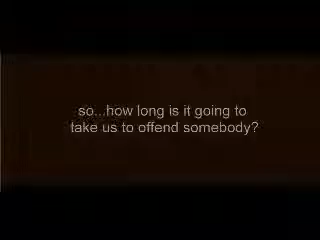 so...how long is it going to
take us to offend somebody?